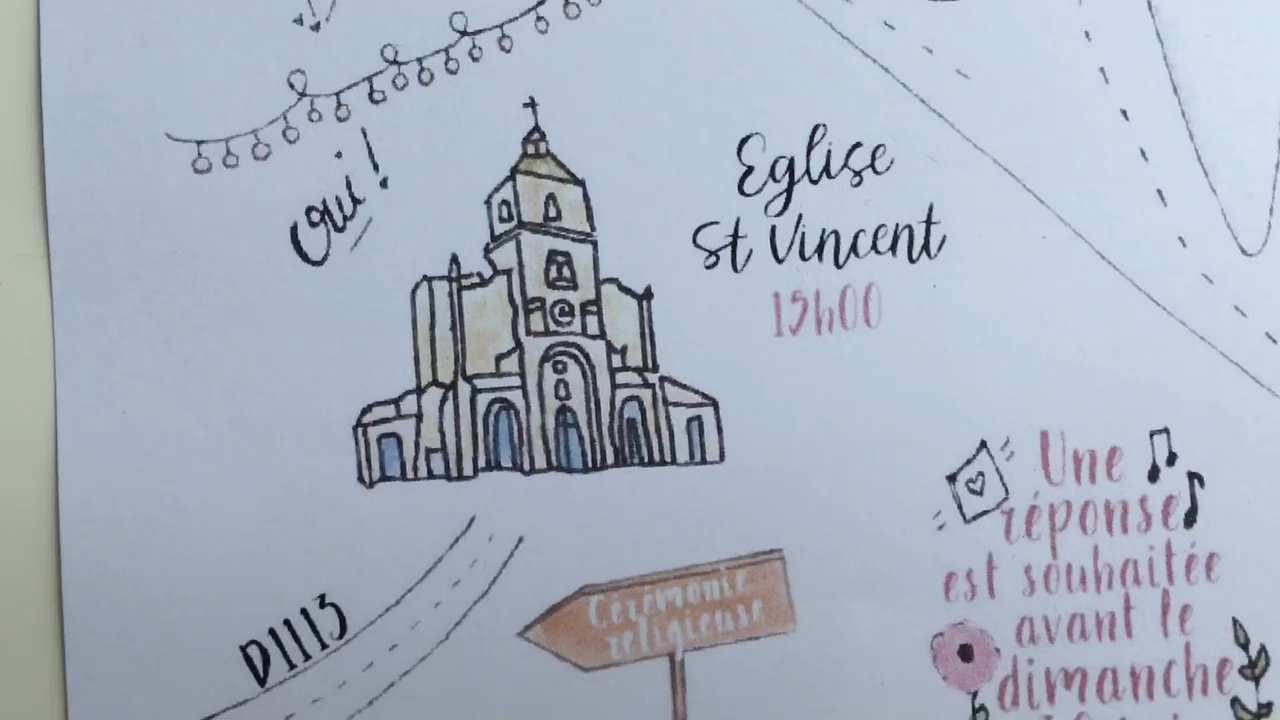 Oui !
Eglise
St Vincent
15h00
Une
réponse
est souhaitée
avant le
dimanche
Cérémonie
religieuse
D1113